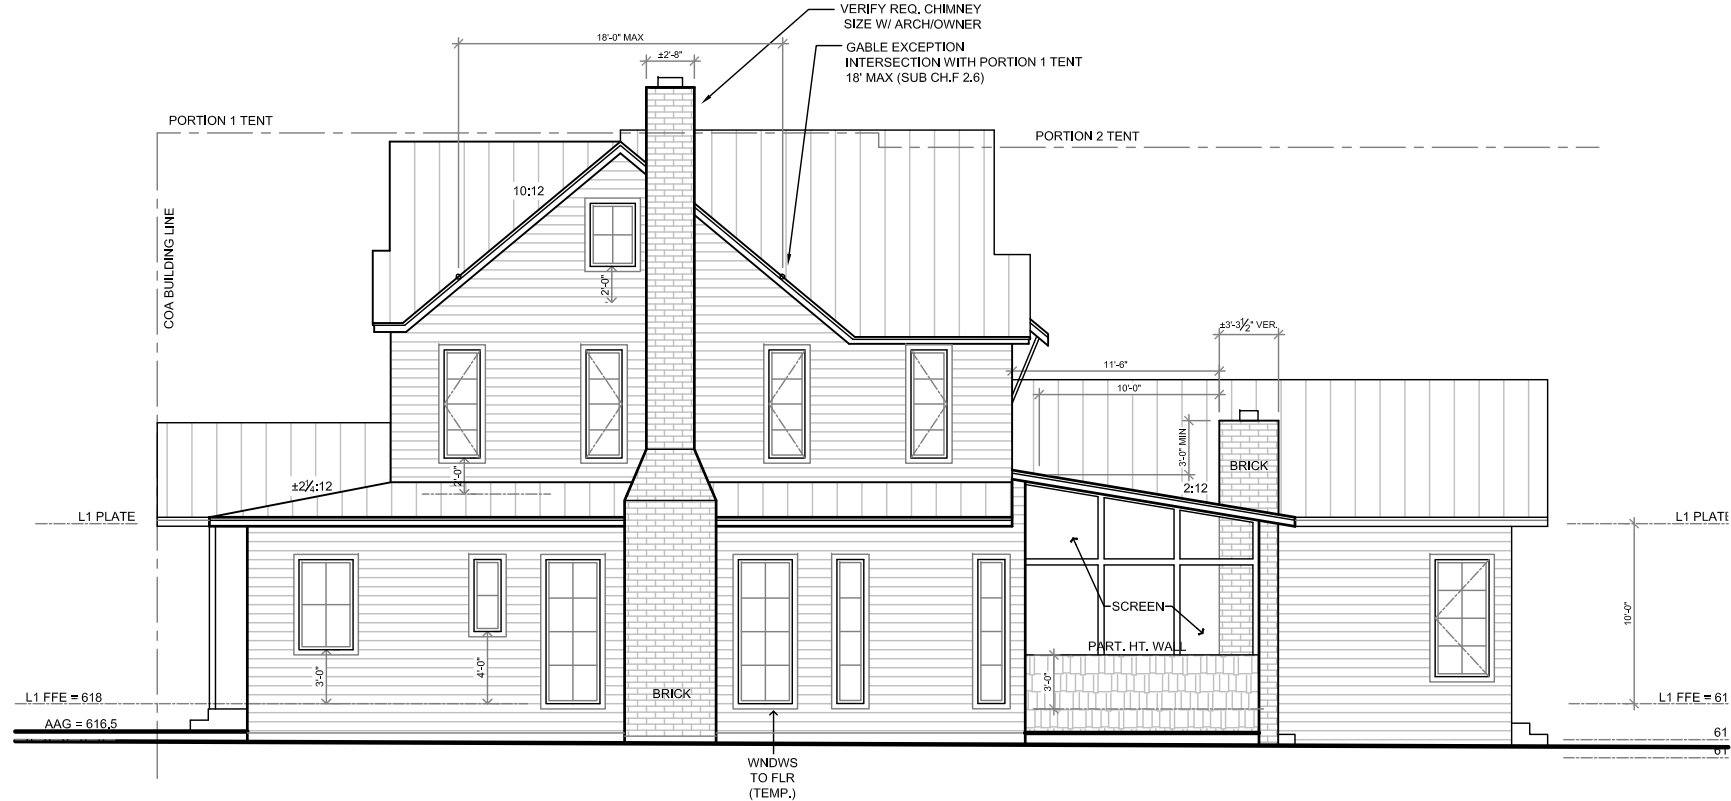 VERIFY REQ. CHIMNEY
SIZE W/ ARCH/OWNER
18'-0" MAX
±2'-8"
GABLE EXCEPTION
INTERSECTION WITH PORTION 1 TENT
18' MAX (SUB CH.F 2.6)
PORTION 1 TENT
PORTION 2 TENT
10:12
COA BUILDING LINE
2'-0"
±3'-3½" VER.
11'-6"
10'-0"
3'-0" MIN
BRICK
2'-0"
±2¼:12
2:12
L1 PLATE
L1 PLATE
SCREEN
10'-0"
PART. HT. WALL
3'-0"
4'-0"
3'-0"
BRICK
L1 FFE = 618
L1 FFE = 61
AAG = 616.5
61
61
WNDWS
TO FLR
(TEMP.)